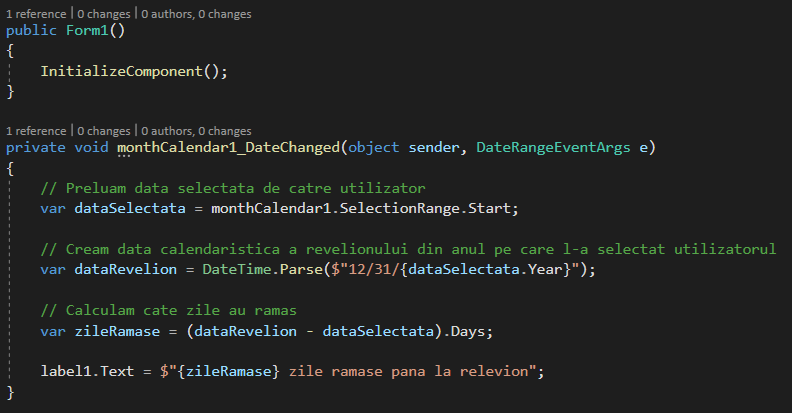 1 reference | 0 changes | 0 authors, 0 changes
public Form1()
{
    InitializeComponent();
}
1 reference | 0 changes | 0 authors, 0 changes
private void monthCalendar1_DateChanged(object sender, DateRangeEventArgs e)
{
    // Preluam data selectata de catre utilizator
    var dataSelectata = monthCalendar1.SelectionRange.Start;
    // Cream data calendaristica a revelionului din anul pe care l-a selectat utilizatorul
    var dataRevelion = DateTime.Parse($"12/31/{dataSelectata.Year}");
    // Calculam cate zile au ramas
    var zileRamase = (dataRevelion - dataSelectata).Days;
    label1.Text = $"{zileRamase} zile ramase pana la relevion";
}